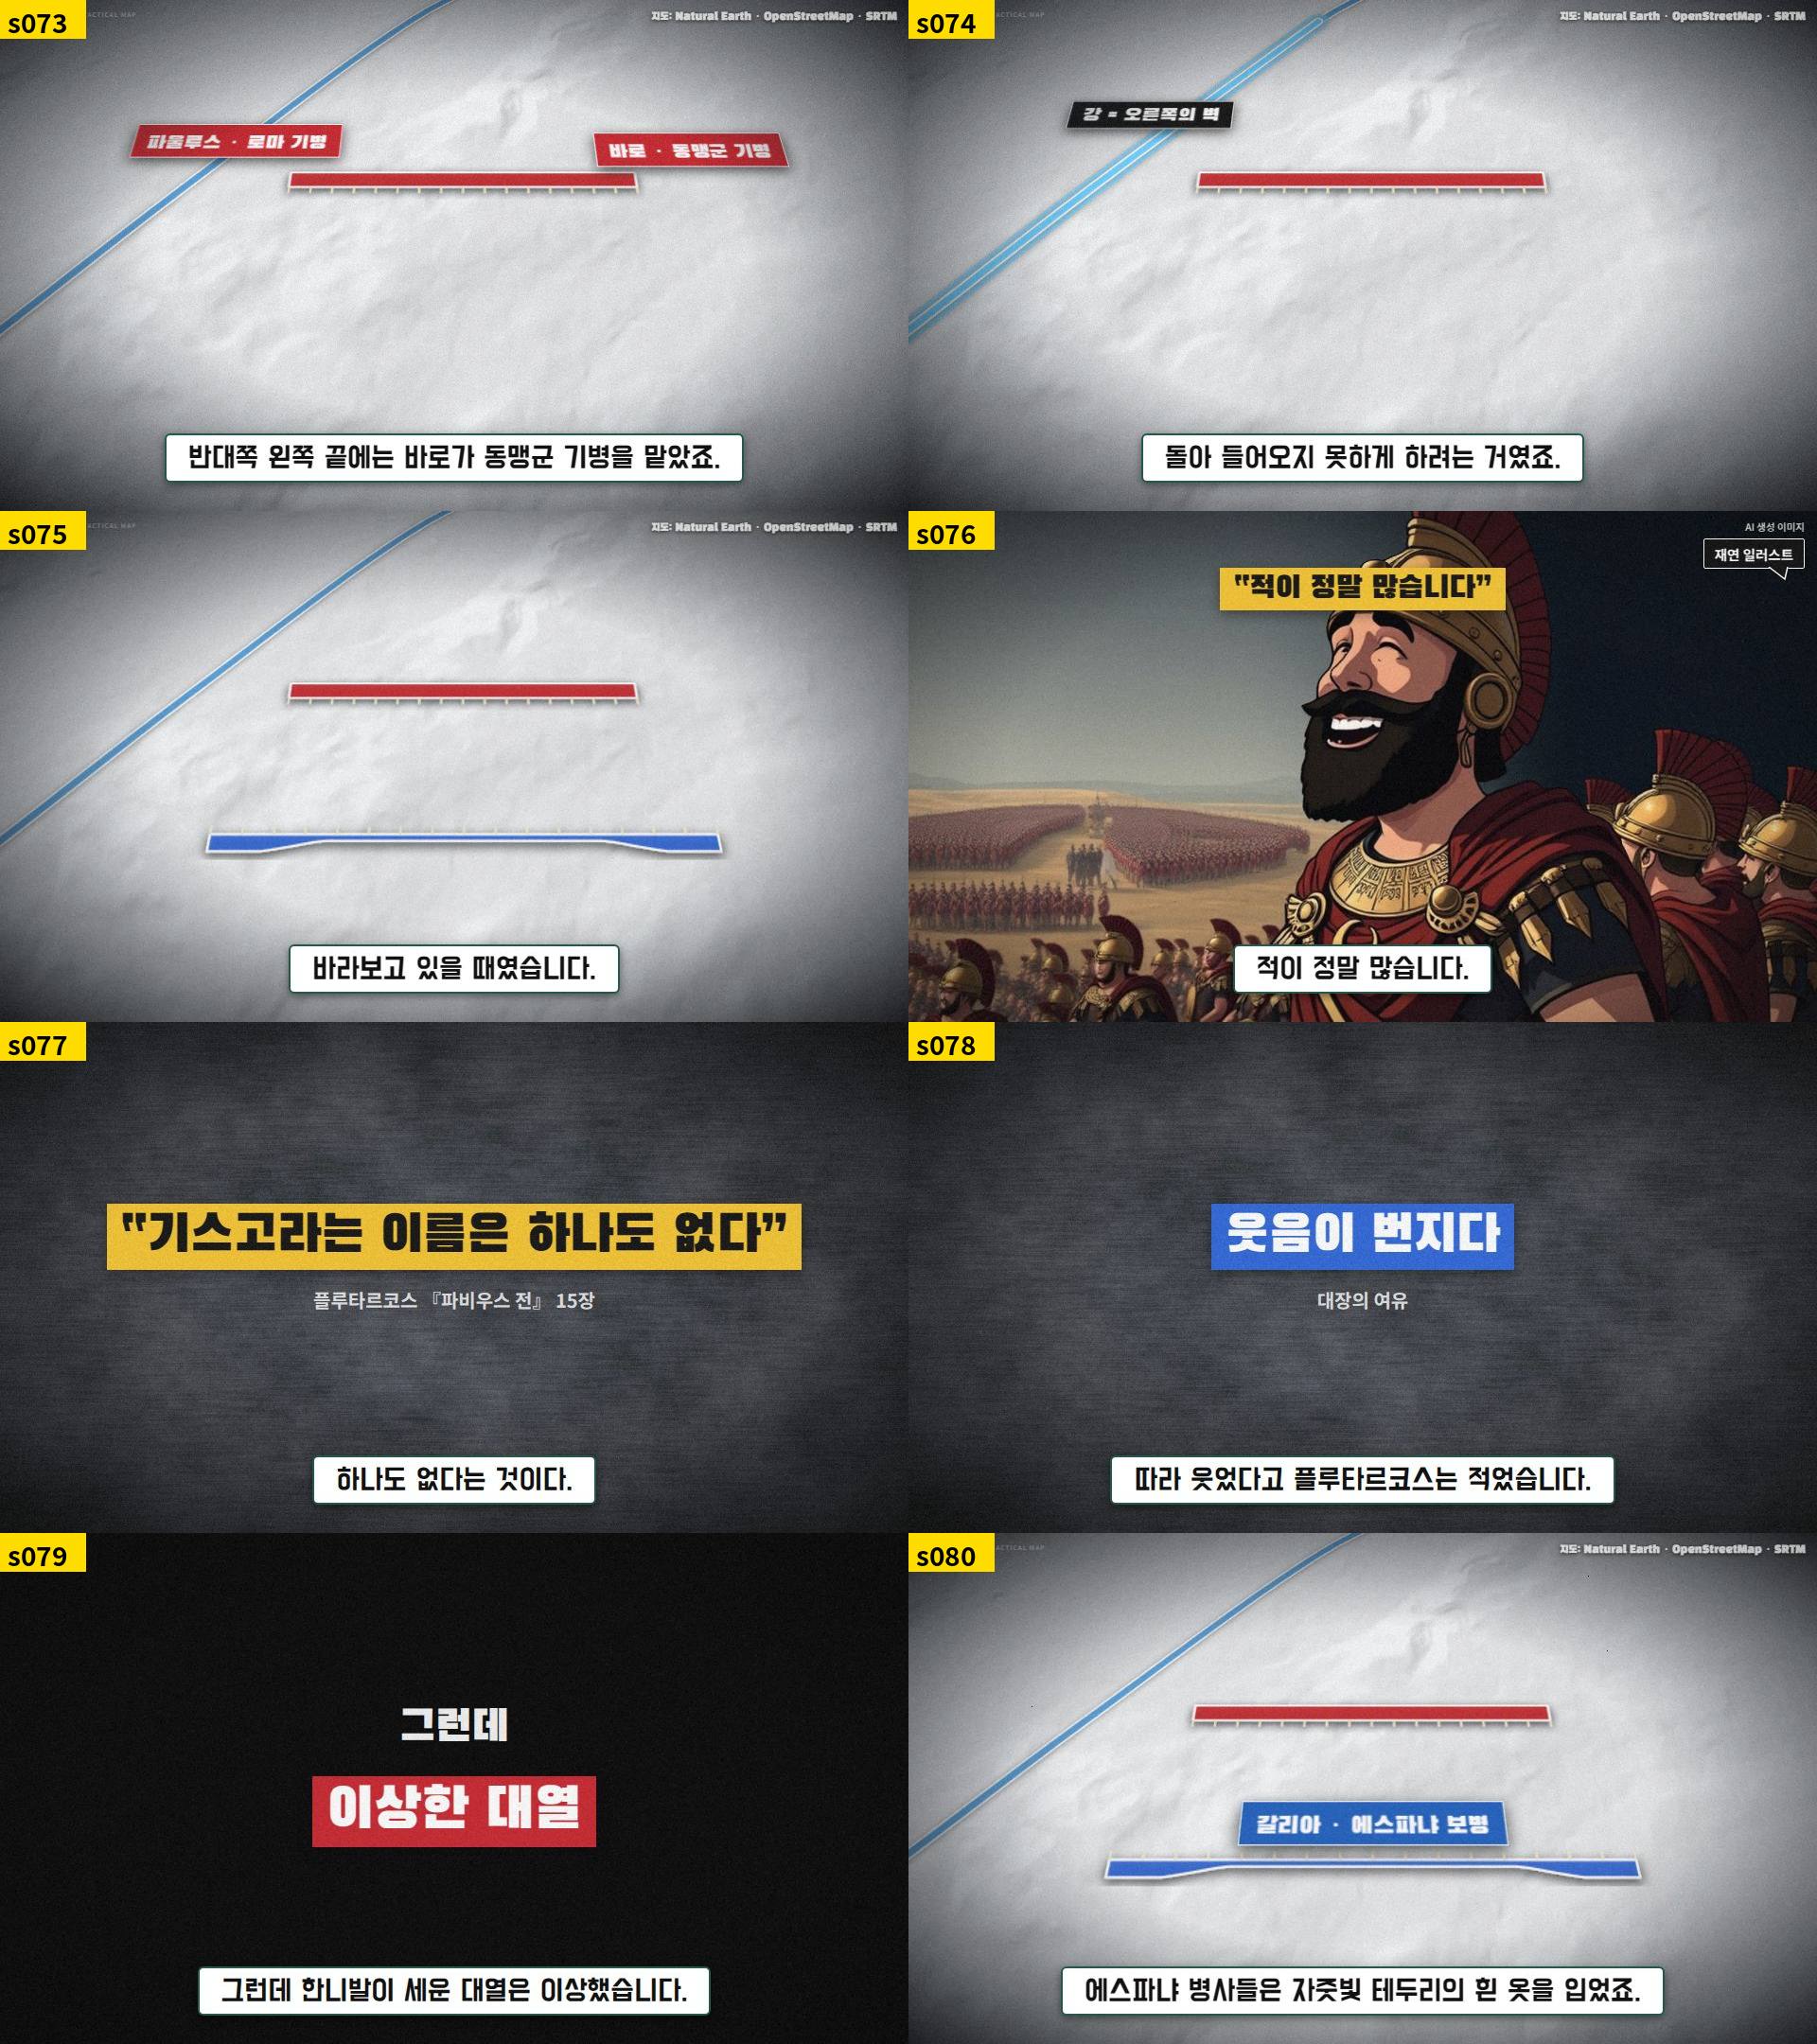 s073
ACTICAL MAP
지도: Natural Earth · OpenStreetMap · SRTM
파울루스 · 로마 기병
바로 · 동맹군 기병
반대쪽 왼쪽 끝에는 바로가 동맹군 기병을 맡았죠.
s074
ACTICAL MAP
지도: Natural Earth · OpenStreetMap · SRTM
강 = 오른쪽의 벽
돌아 들어오지 못하게 하려는 거였죠.
s075
ACTICAL MAP
지도: Natural Earth · OpenStreetMap · SRTM
바라보고 있을 때였습니다.
s076
AI 생성 이미지
재연 일러스트
“적이 정말 많습니다”
적이 정말 많습니다.
s077
“기스고라는 이름은 하나도 없다”
플루타르코스 『파비우스 전』 15장
하나도 없다는 것이다.
s078
웃음이 번지다
대장의 여유
따라 웃었다고 플루타르코스는 적었습니다.
s079
그런데
이상한 대열
그런데 한니발이 세운 대열은 이상했습니다.
s080
ACTICAL MAP
지도: Natural Earth · OpenStreetMap · SRTM
갈리아 · 에스파냐 보병
에스파냐 병사들은 자줏빛 테두리의 흰 옷을 입었죠.